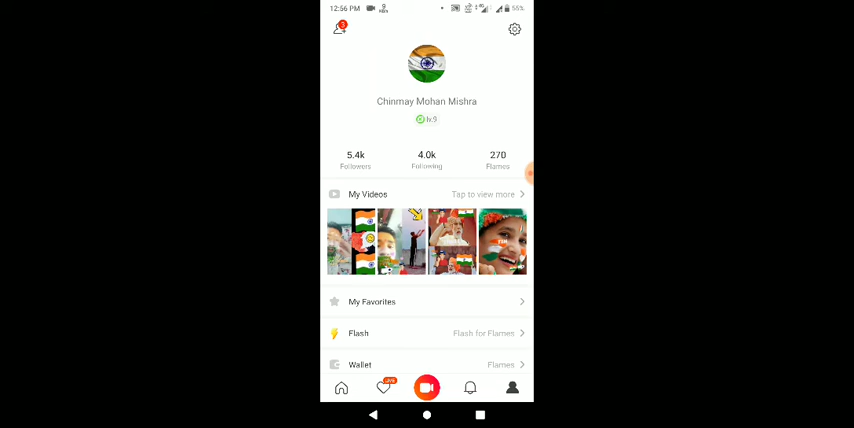 12:56 PM
55%
3
Chinmay Mohan Mishra
lv.9
5.4k 4.0k 270
Followers Following Flames
My Videos Tap to view more
My Favorites
Flash Flash for Flames
Wallet Flames
LIVE